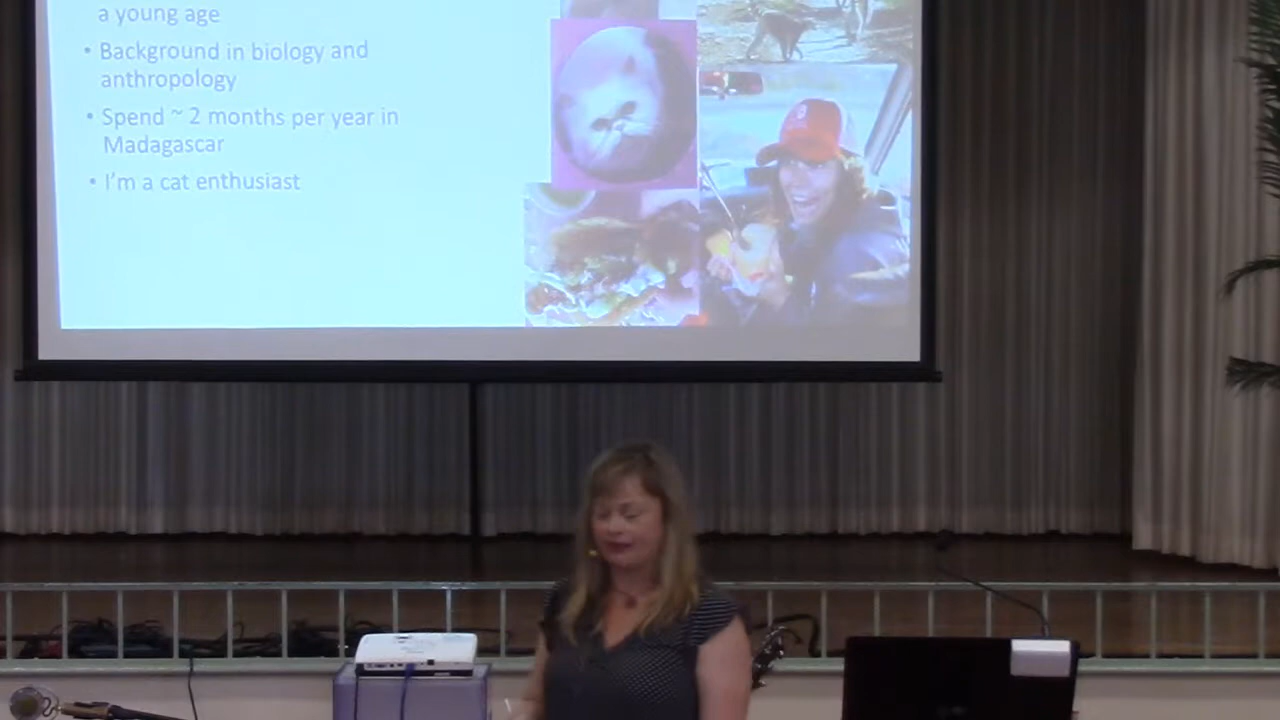 a young age
• Background in biology and
anthropology
• Spend ~ 2 months per year in
Madagascar
• I'm a cat enthusiast